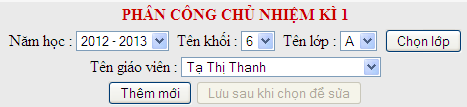 PHÂN CÔNG CHỦ NHIỆM KÌ 1
Năm học : 2012 - 2013 Tên khối : 6 Tên lớp : A Chọn lớp
Tên giáo viên : Tạ Thị Thanh
Thêm mới Lưu sau khi chọn để sửa